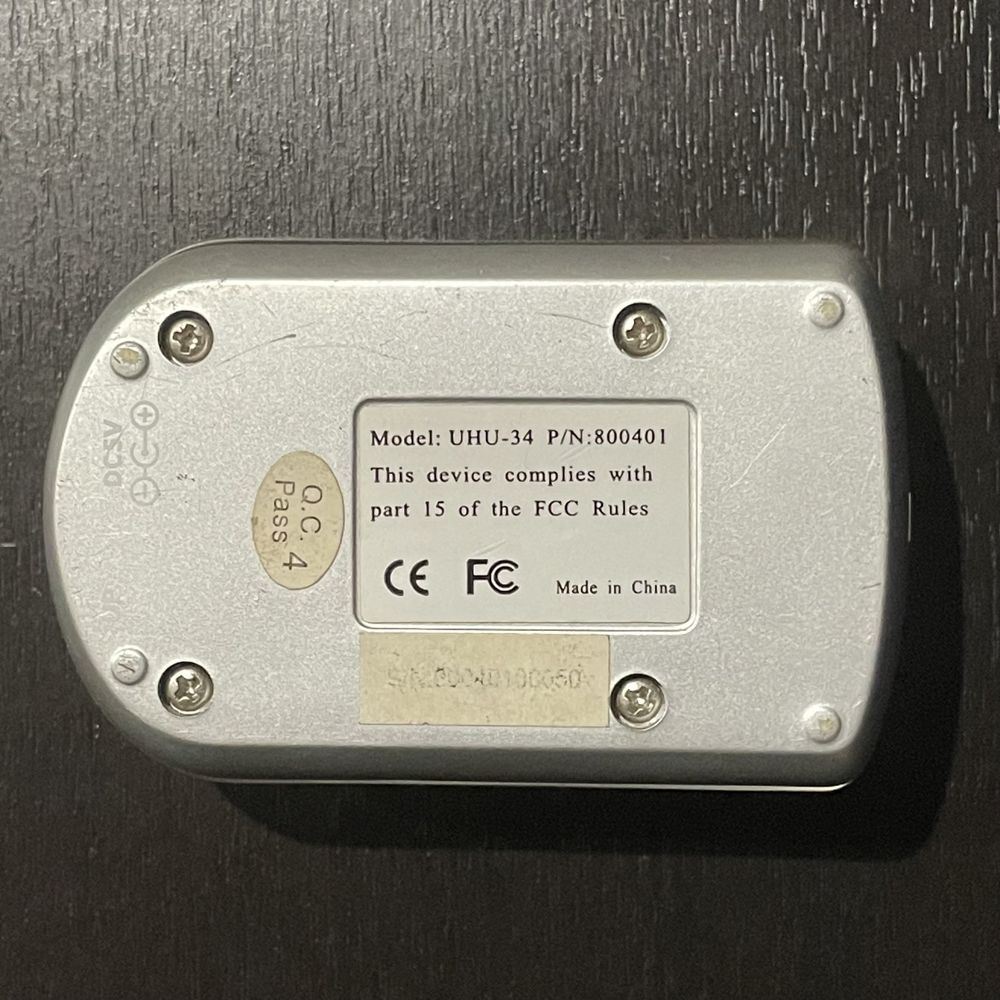 Model: UHU-34 P/N:800401
This device complies with
part 15 of the FCC Rules
CE FC Made in China
Q.C. 4
Pass
DC5V